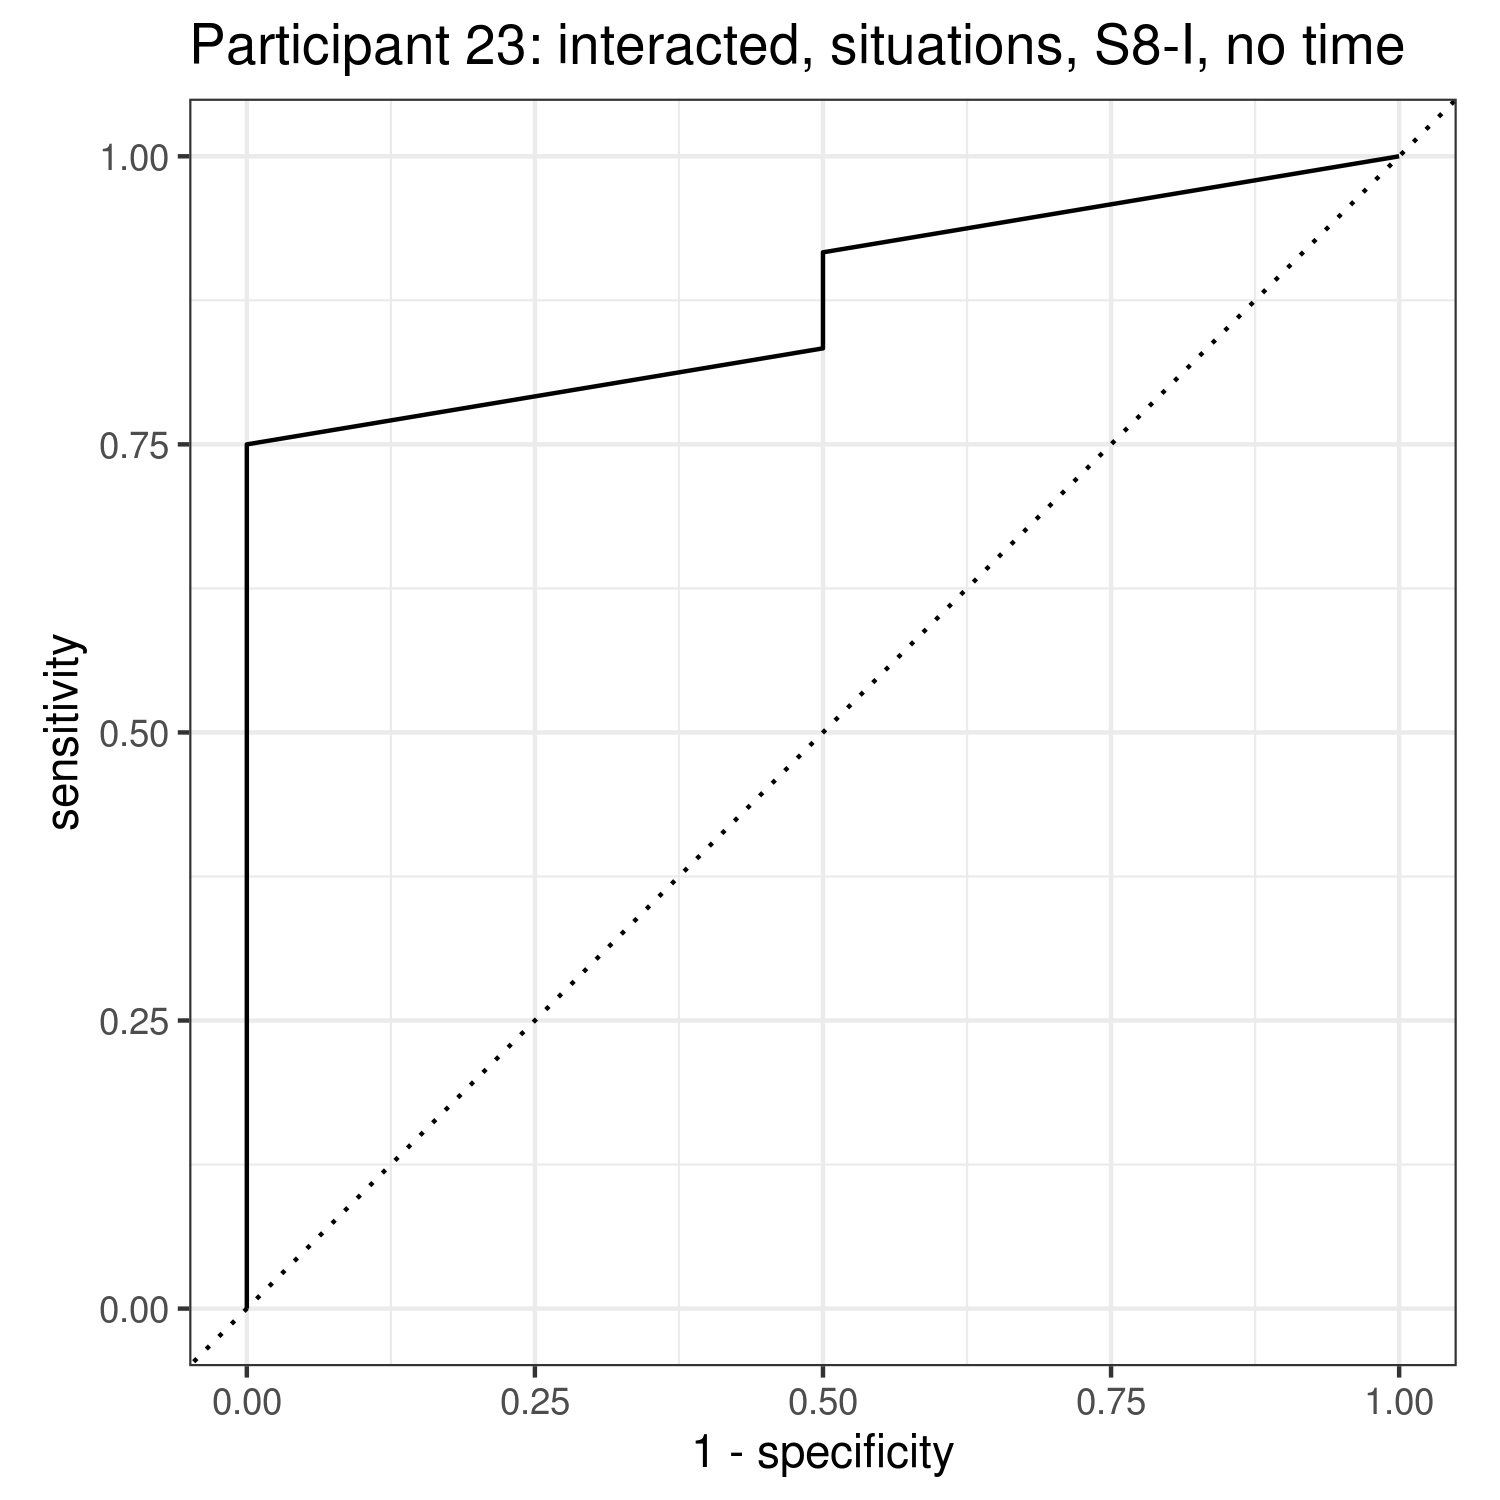 Participant 23: interacted, situations, S8-I, no time
1.00
0.75
0.50
0.25
0.00
sensitivity
0.00 0.25 0.50 0.75 1.00
1 - specificity